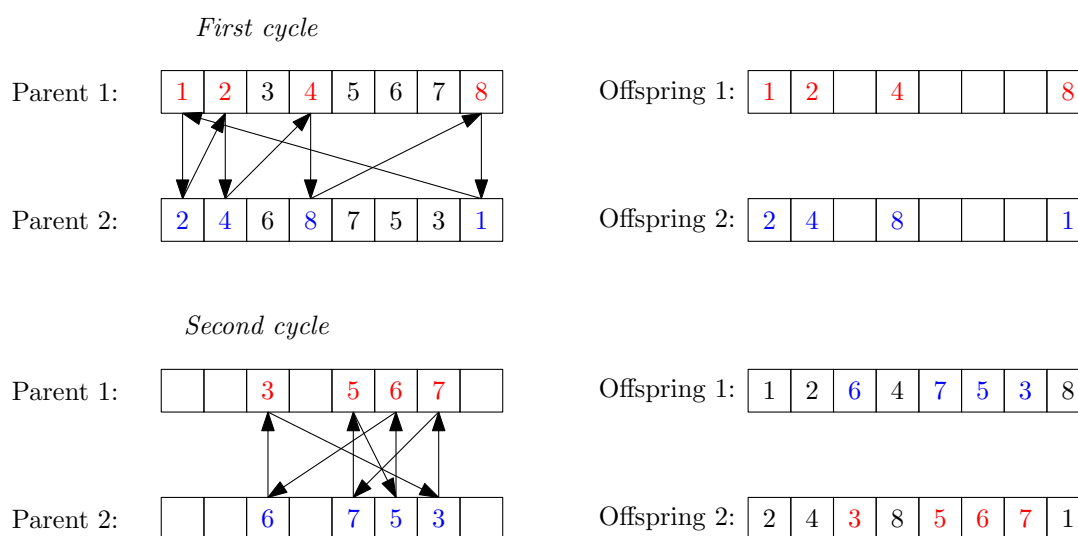 First cycle
Parent 1: 1 2 3 4 5 6 7 8 Offspring 1: 1 2 4 8
Parent 2: 2 4 6 8 7 5 3 1 Offspring 2: 2 4 8 1
Second cycle
Parent 1: 3 5 6 7 Offspring 1: 1 2 6 4 7 5 3 8
Parent 2: 6 7 5 3 Offspring 2: 2 4 3 8 5 6 7 1